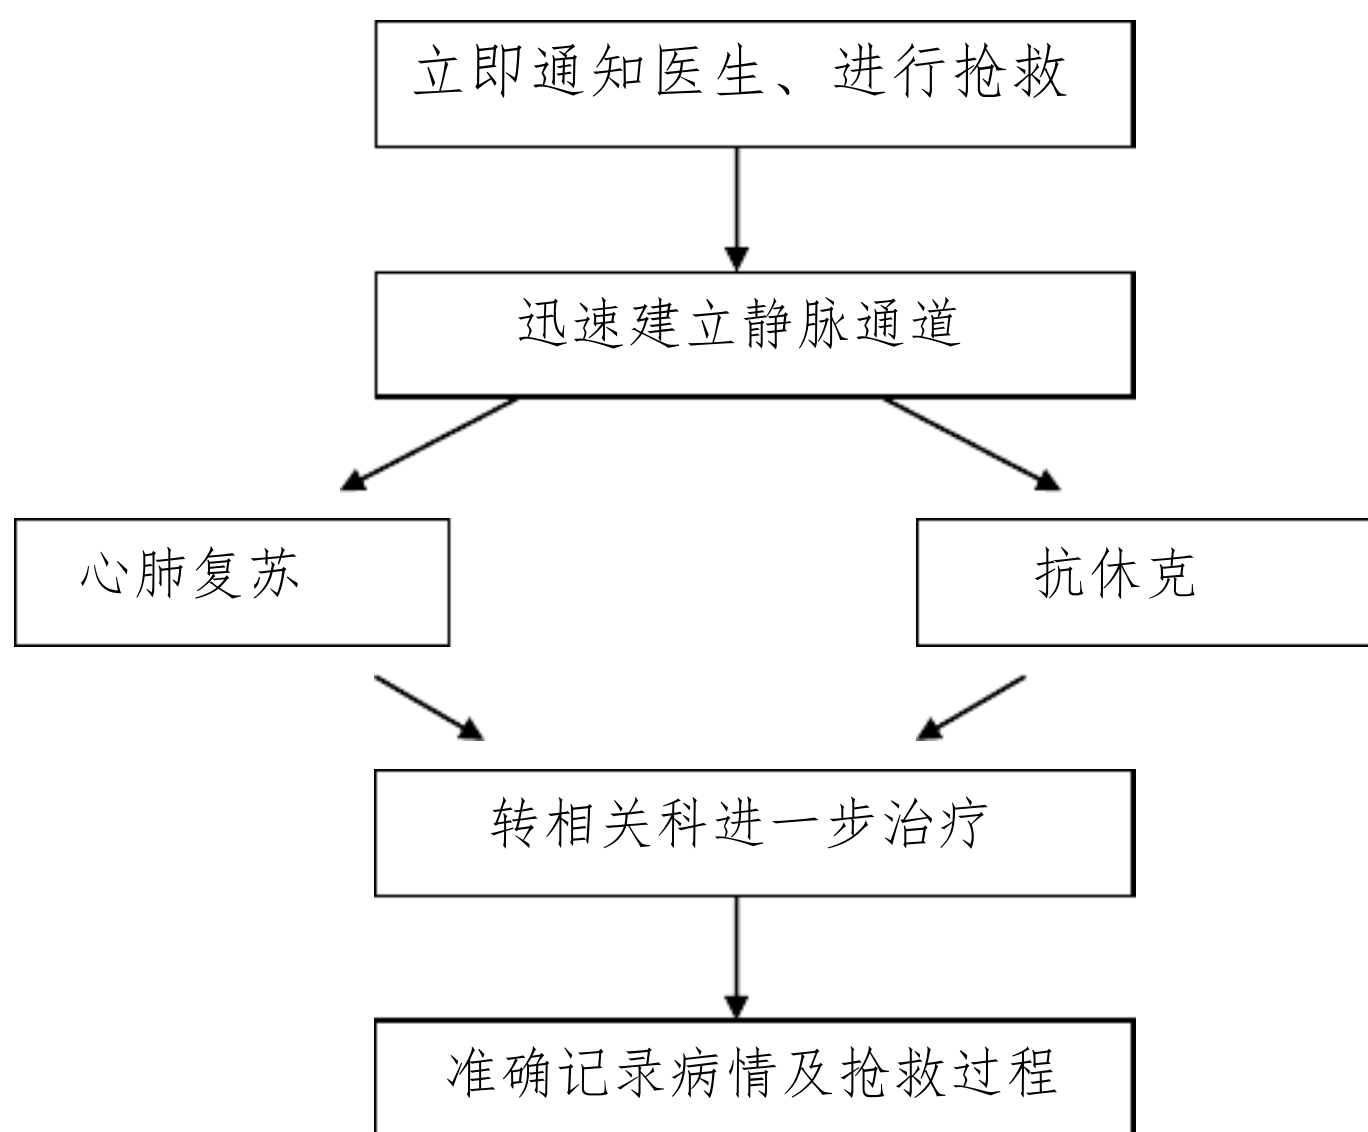 立即通知医生、进行抢救
迅速建立静脉通道
心肺复苏
抗休克
转相关科进一步治疗
准确记录病情及抢救过程